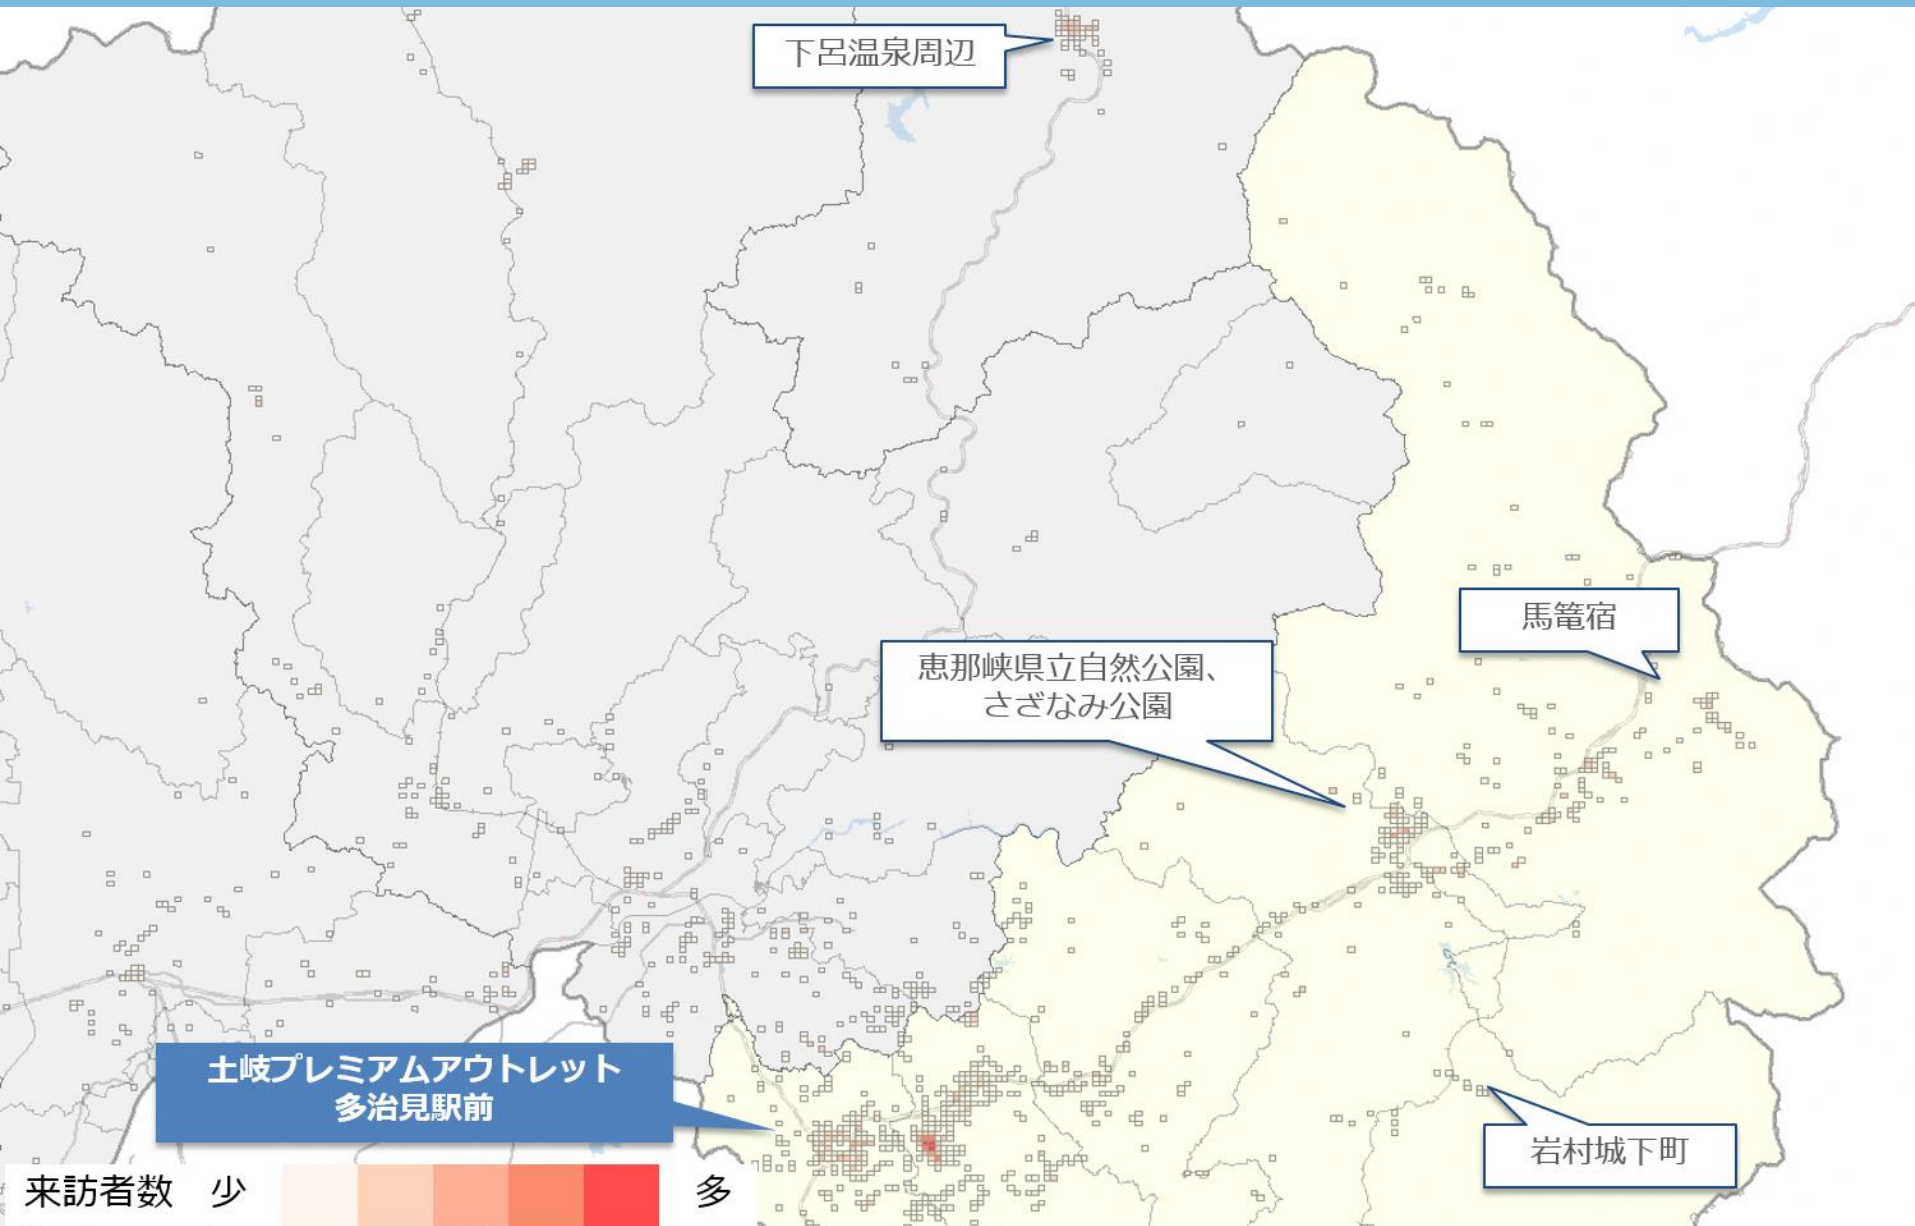 下呂温泉周辺
馬篭宿
恵那峡県立自然公園、
さざなみ公園
土岐プレミアムアウトレット
多治見駅前
岩村城下町
来訪者数 少 多